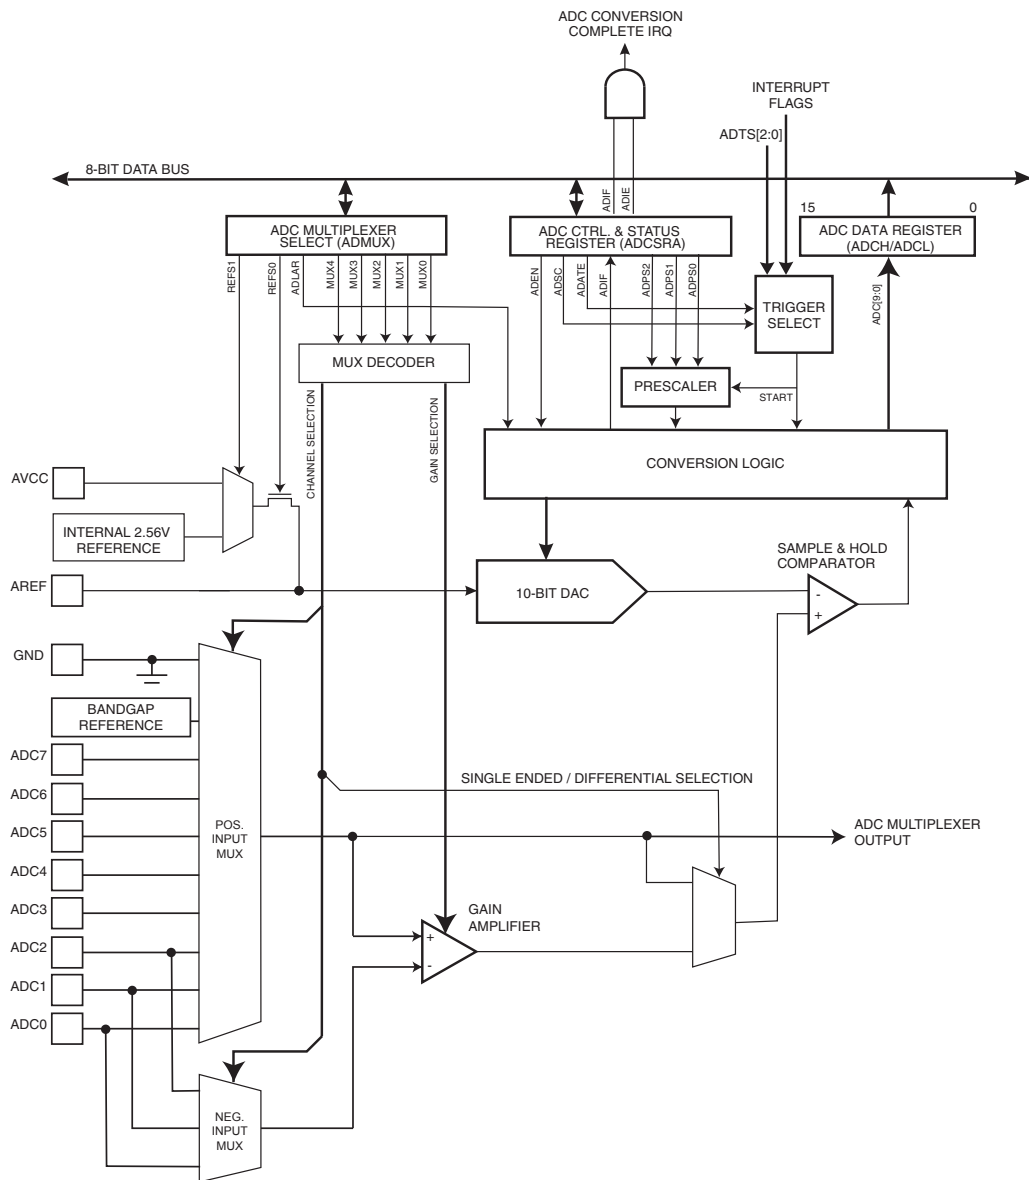 ADC CONVERSION
COMPLETE IRQ
INTERRUPT
FLAGS
ADTS[2:0]
8-BIT DATA BUS
ADIF
ADIE
15
0
ADC MULTIPLEXER
SELECT (ADMUX)
ADC CTRL. & STATUS
REGISTER (ADCSRA)
ADC DATA REGISTER
(ADCH/ADCL)
REFS1
REFS0
ADLAR
MUX4
MUX3
MUX2
MUX1
MUX0
ADEN
ADSC
ADATE
ADIF
ADPS2
ADPS1
ADPS0
ADC[9:0]
TRIGGER
SELECT
MUX DECODER
PRESCALER
START
CHANNEL SELECTION
GAIN SELECTION
CONVERSION LOGIC
AVCC
INTERNAL 2.56V
REFERENCE
SAMPLE & HOLD
COMPARATOR
AREF
10-BIT DAC
-
+
GND
BANDGAP
REFERENCE
ADC7
SINGLE ENDED / DIFFERENTIAL SELECTION
ADC6
ADC5
POS.
INPUT
MUX
ADC MULTIPLEXER
OUTPUT
ADC4
ADC3
GAIN
AMPLIFIER
ADC2
+
-
ADC1
ADC0
NEG.
INPUT
MUX